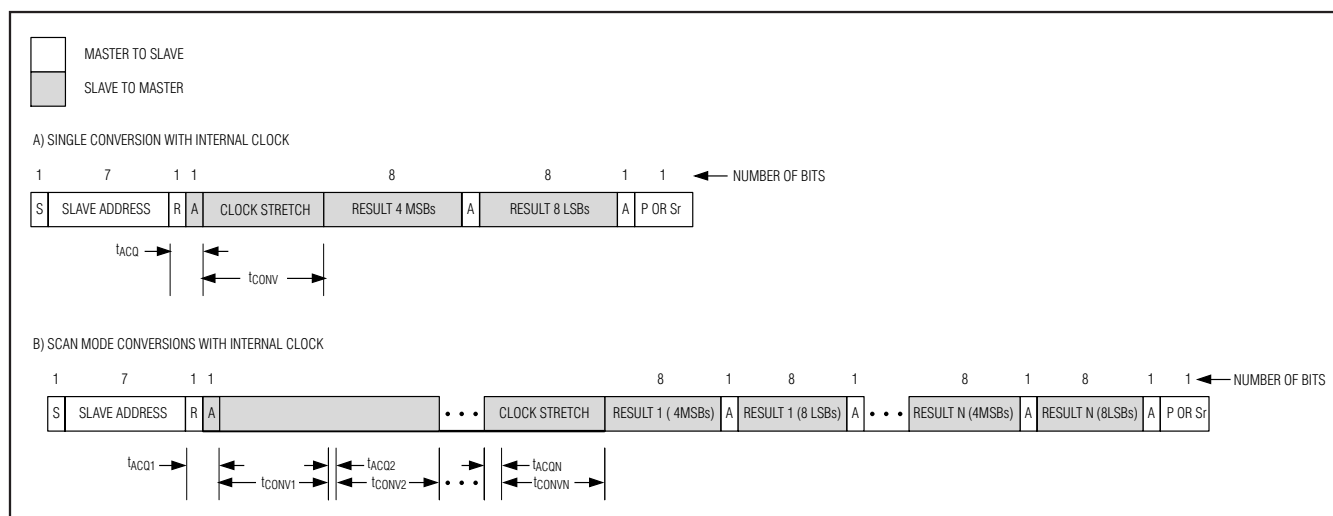 MASTER TO SLAVE
SLAVE TO MASTER
A) SINGLE CONVERSION WITH INTERNAL CLOCK
1 7 1 1 8 8 1 1 NUMBER OF BITS
S SLAVE ADDRESS R A CLOCK STRETCH RESULT 4 MSBs A RESULT 8 LSBs A P OR Sr
tACQ
tCONV
B) SCAN MODE CONVERSIONS WITH INTERNAL CLOCK
1 7 1 1 8 1 8 1 8 1 8 1 1 NUMBER OF BITS
S SLAVE ADDRESS R A • • • CLOCK STRETCH RESULT 1 ( 4MSBs) A RESULT 1 (8 LSBs) A • • • RESULT N (4MSBs) A RESULT N (8LSBs) A P OR Sr
tACQ1 tACQ2 tACQN
tCONV1 tCONV2 • • • tCONVN